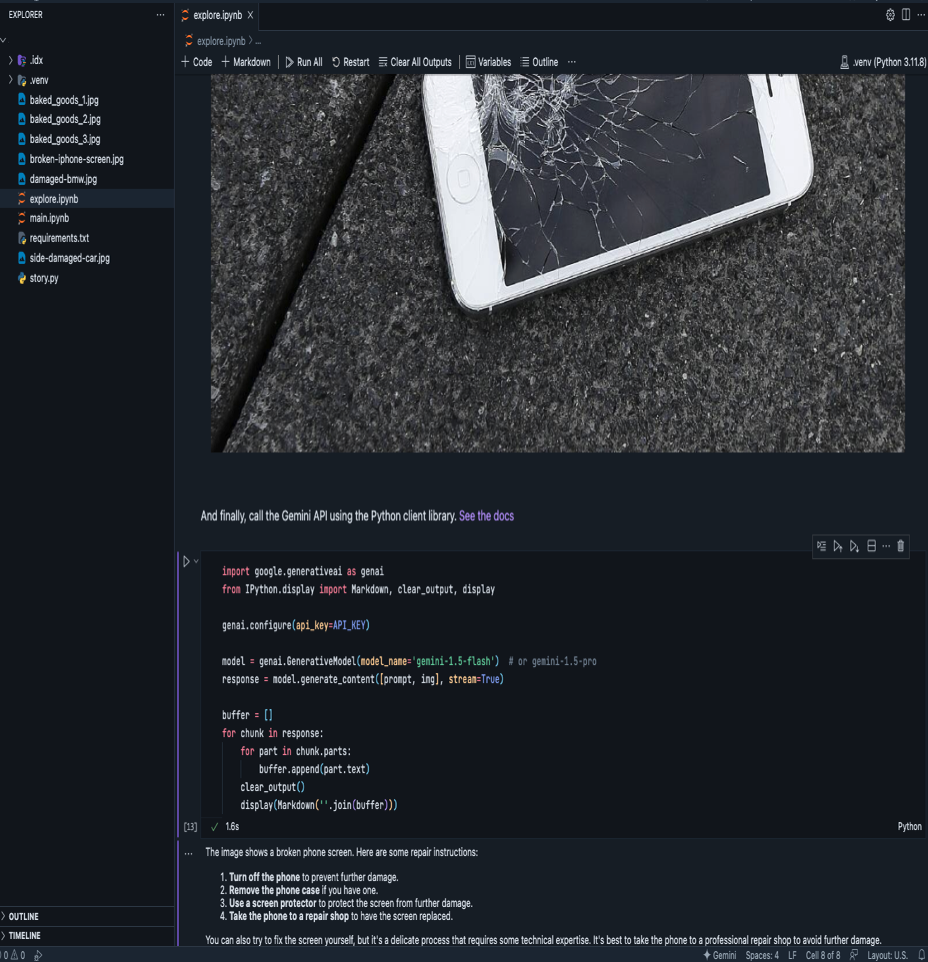 EXPLORER
explore.ipynb
explore.ipynb > ...
+ Code + Markdown Run All Restart Clear All Outputs Variables Outline ... .venv (Python 3.11.8)
.idx
.venv
baked_goods_1.jpg
baked_goods_2.jpg
baked_goods_3.jpg
broken-iphone-screen.jpg
damaged-bmw.jpg
explore.ipynb
main.ipynb
requirements.txt
side-damaged-car.jpg
story.py
And finally, call the Gemini API using the Python client library. See the docs
import google.generativeai as genai
from IPython.display import Markdown, clear_output, display
genai.configure(api_key=API_KEY)
model = genai.GenerativeModel(model_name='gemini-1.5-flash') # or gemini-1.5-pro
response = model.generate_content([prompt, img], stream=True)
buffer = []
for chunk in response:
for part in chunk.parts:
buffer.append(part.text)
clear_output()
display(Markdown(''.join(buffer)))
[13] ✓ 1.6s Python
The image shows a broken phone screen. Here are some repair instructions:
1. Turn off the phone to prevent further damage.
2. Remove the phone case if you have one.
3. Use a screen protector to protect the screen from further damage.
4. Take the phone to a repair shop to have the screen replaced.
You can also try to fix the screen yourself, but it's a delicate process that requires some technical expertise. It's best to take the phone to a professional repair shop to avoid further damage.
OUTLINE
TIMELINE
0 0 Gemini Spaces: 4 LF Cell 8 of 8 Layout: U.S.